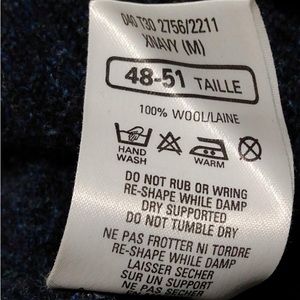 040 T30 2756/2211
XNAVY (M)
48-51 TAILLE
100% WOOL/LAINE
HAND WASH
WARM
DO NOT RUB OR WRING
RE-SHAPE WHILE DAMP
DRY SUPPORTED
DO NOT TUMBLE DRY
NE PAS FROTTER NI TORDRE
RE-SHAPE WHILE DAMP
LAISSER SECHER
SUR UN SUPPORT